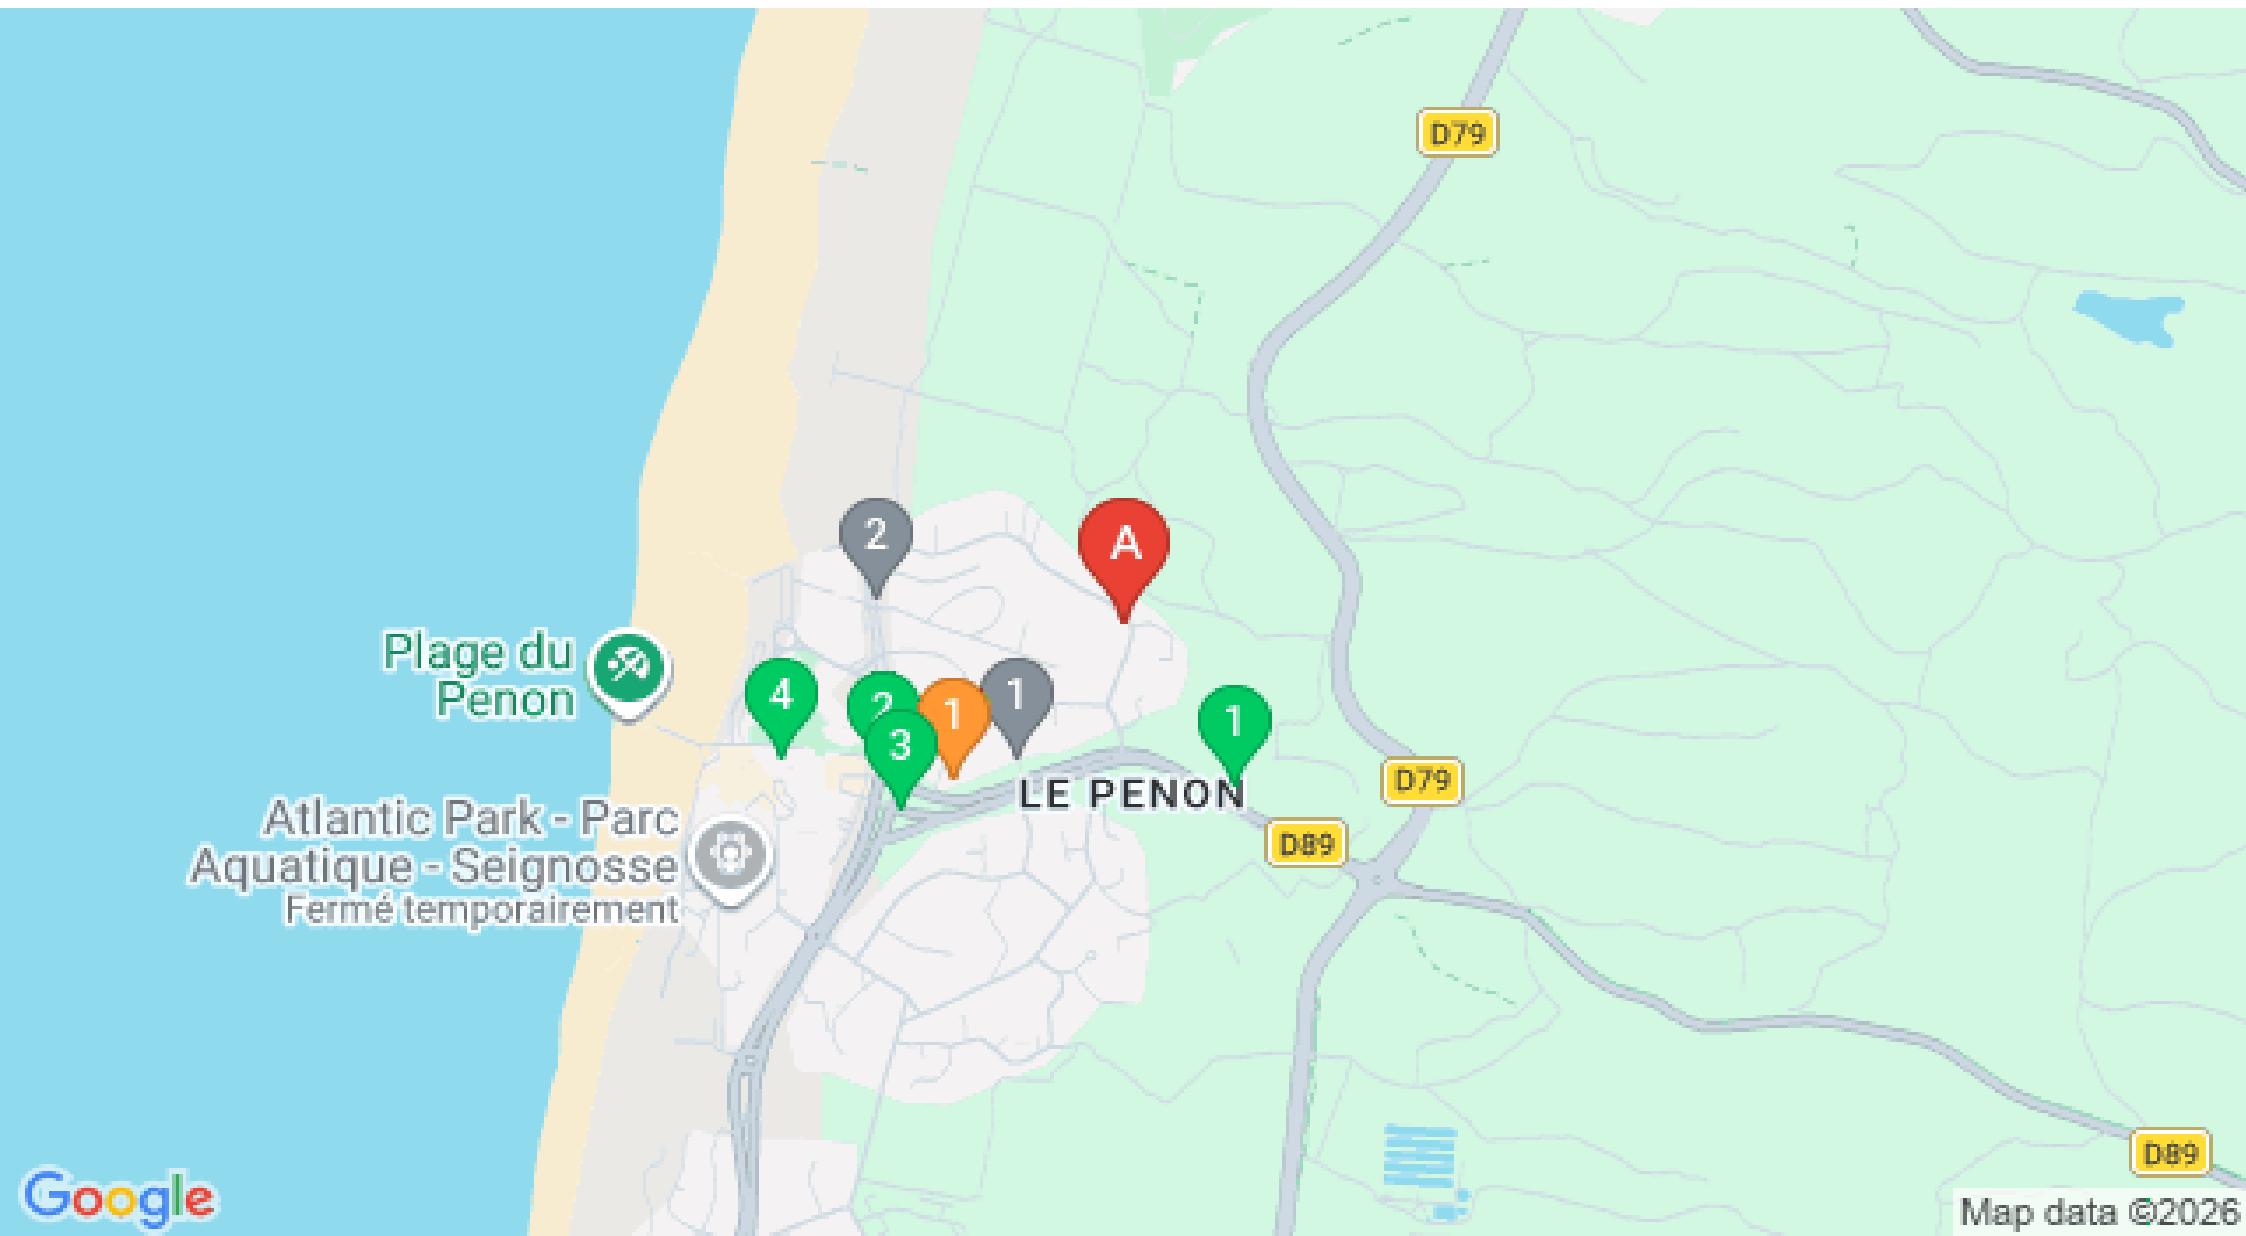 D79
2
A
Plage du
Penon
4
2
3
1
1
1
LE PENON
D79
Atlantic Park - Parc
Aquatique - Seignosse
Fermé temporairement
D89
D89
Google
Map data ©2026